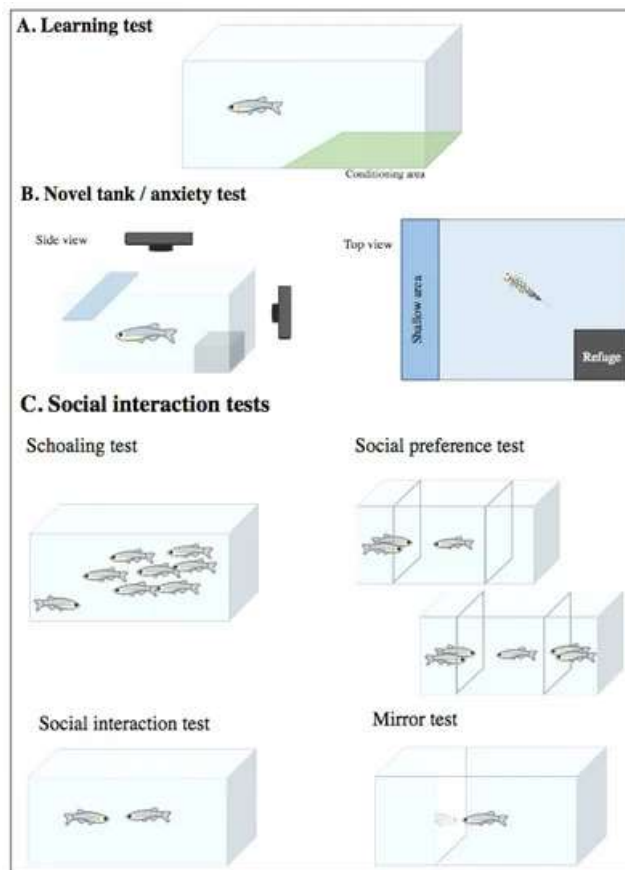 A. Learning test
Conditioning area
B. Novel tank / anxiety test
Side view
Top view
Shallow area
Refuge
C. Social interaction tests
Schoaling test
Social preference test
Social interaction test
Mirror test